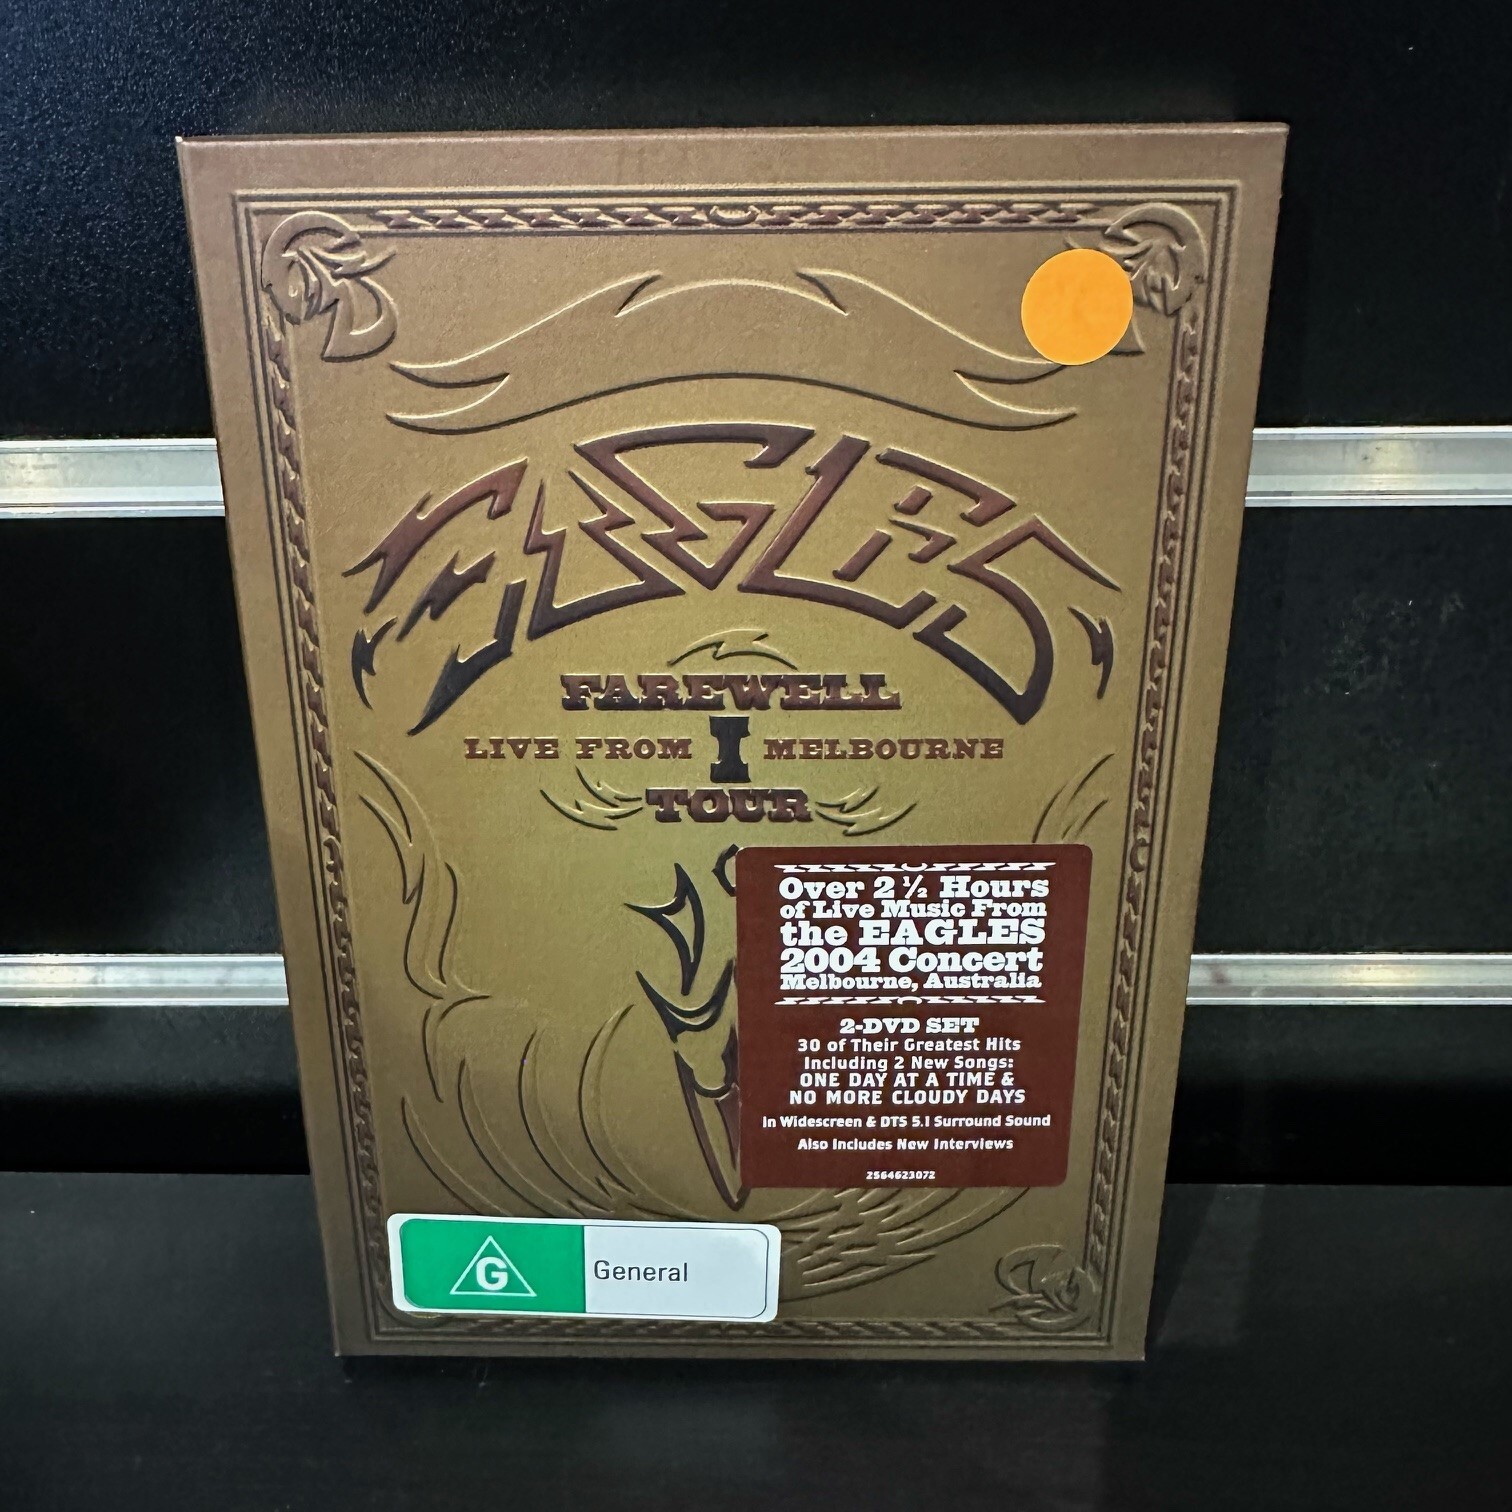 EAGLES
FAREWELL
LIVE FROM I MELBOURNE
TOUR
Over 2 ½ Hours
of Live Music From
the EAGLES
2004 Concert
Melbourne, Australia
2-DVD SET
30 of Their Greatest Hits
Including 2 New Songs:
ONE DAY AT A TIME &
NO MORE CLOUDY DAYS
In Widescreen & DTS 5.1 Surround Sound
Also Includes New Interviews
2564623072
G General